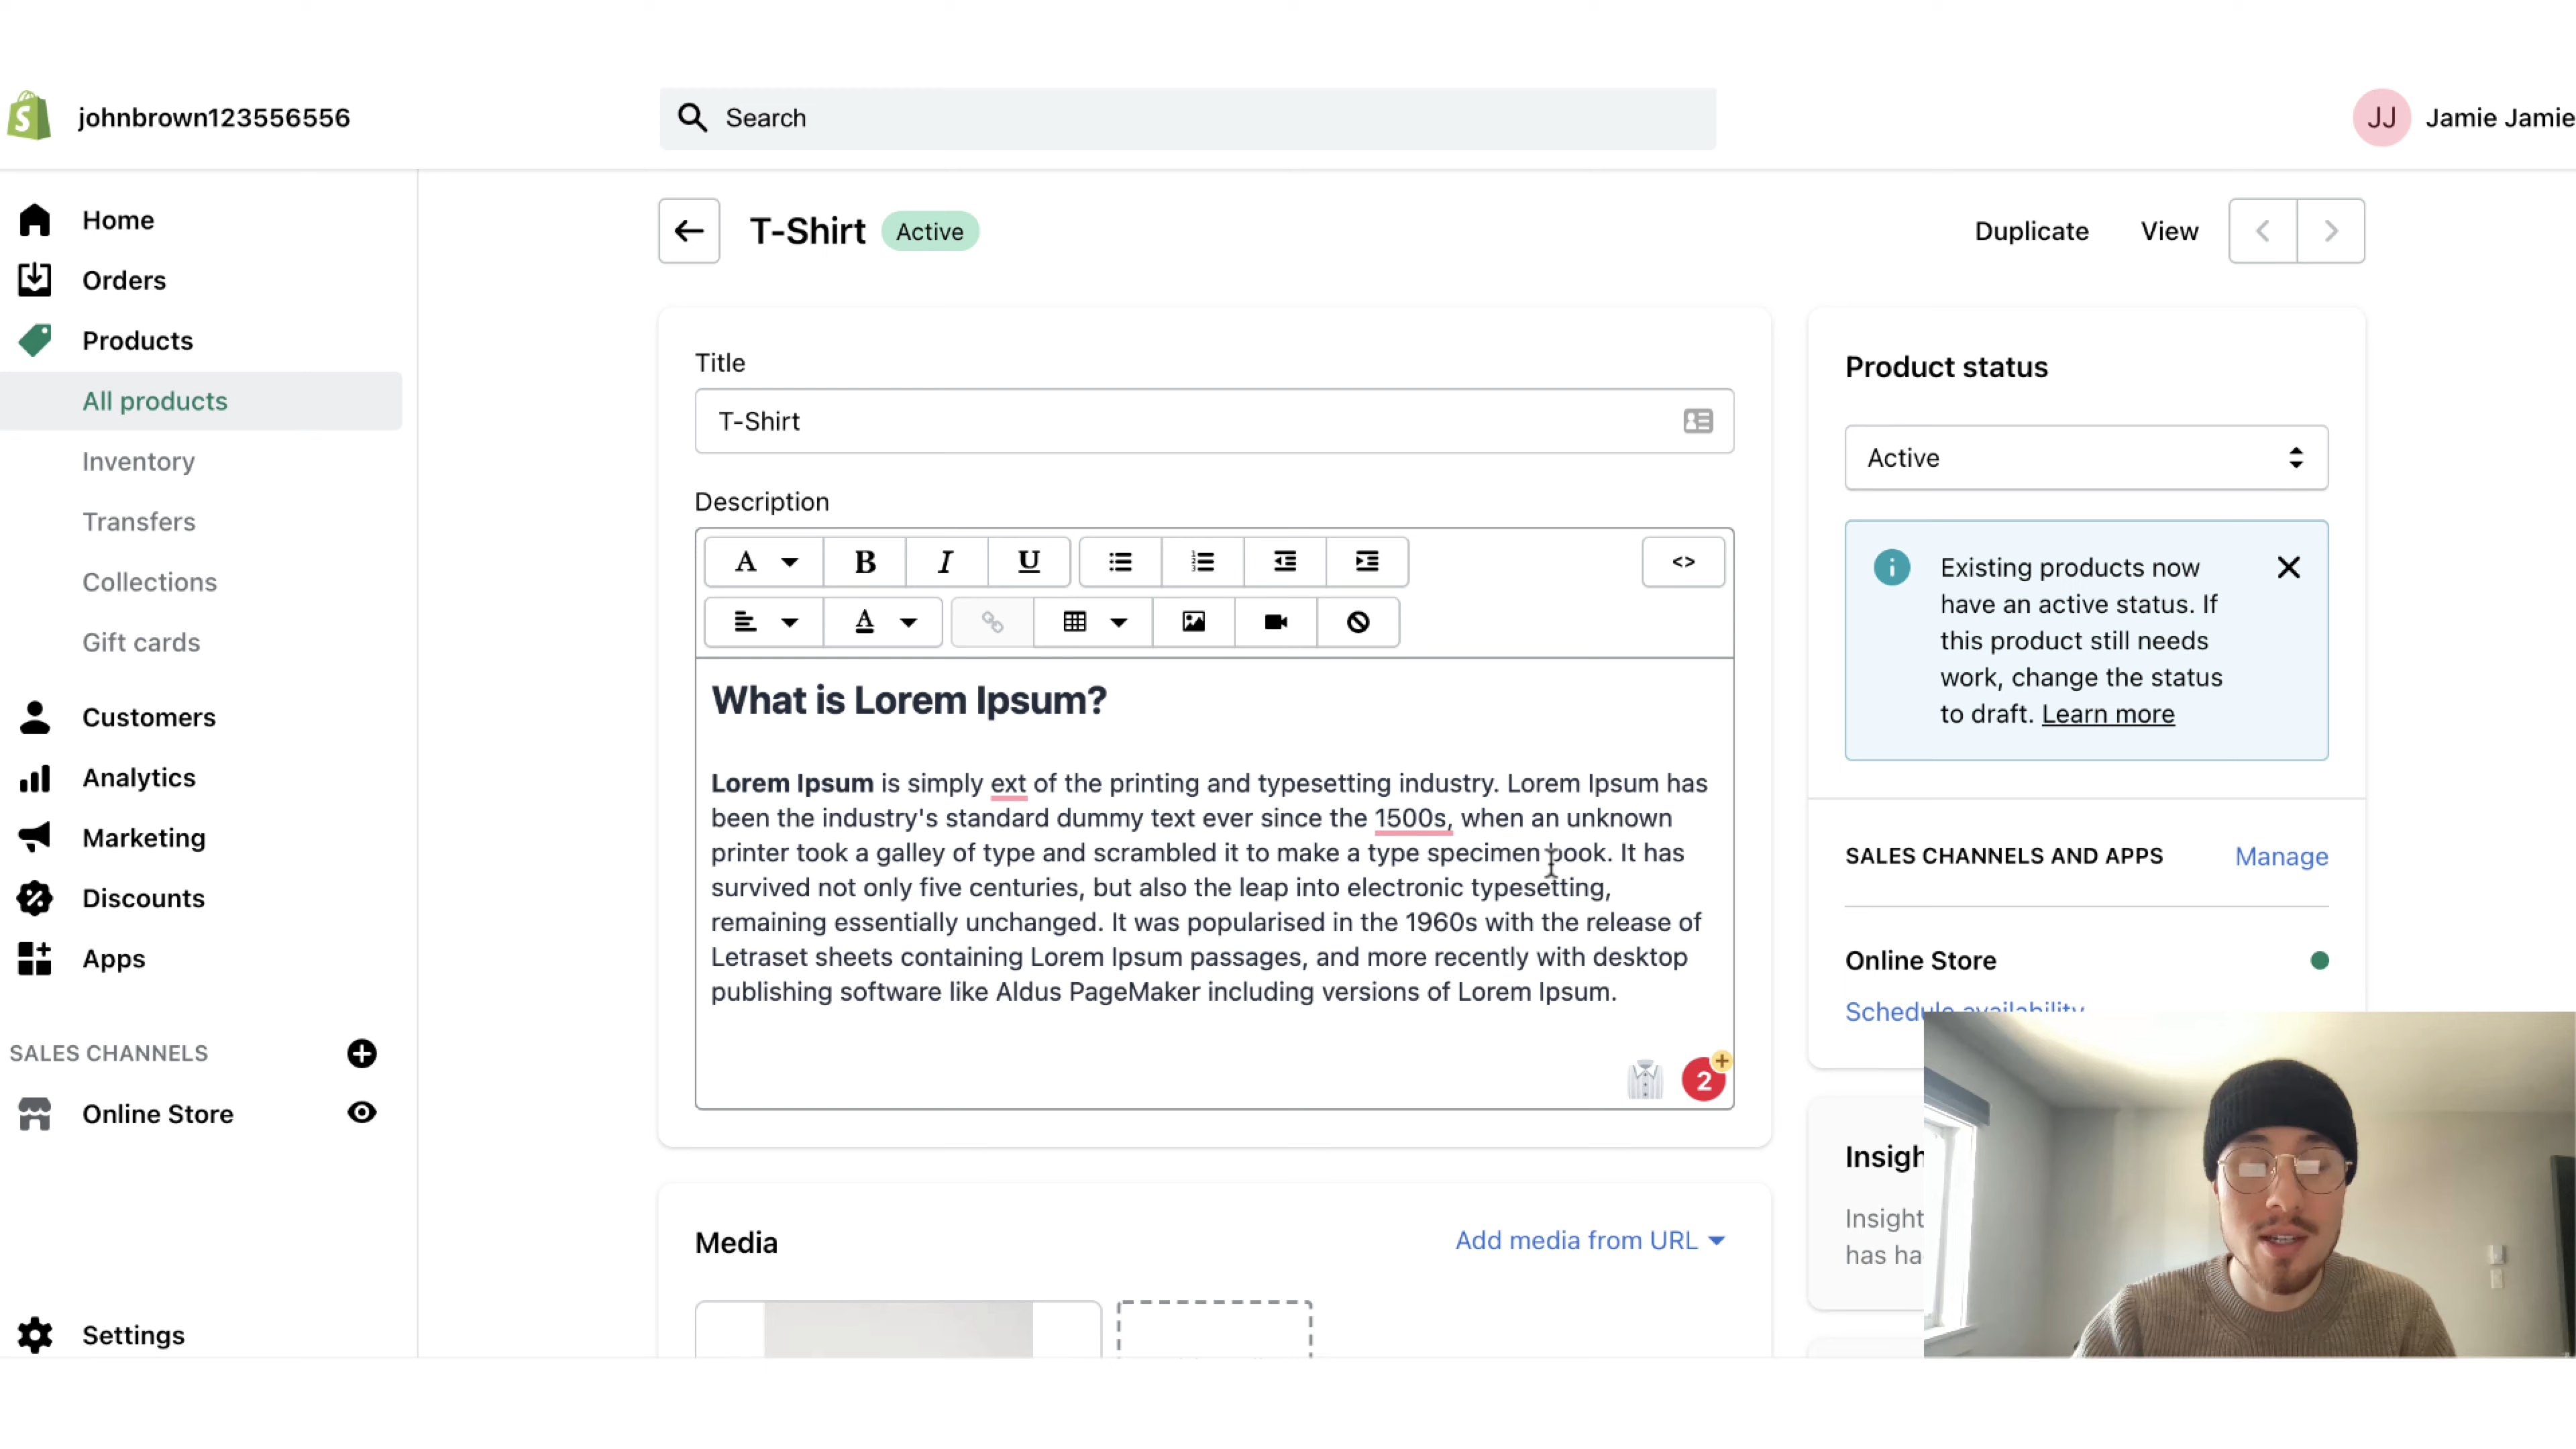 johnbrown123556556
Search
JJ
Jamie Jamie
Home
Orders
Products
All products
Inventory
Transfers
Collections
Gift cards
Customers
Analytics
Marketing
Discounts
Apps
SALES CHANNELS
Online Store
Settings
T-Shirt
Active
Duplicate
View
Title
T-Shirt
Description
A
B
I
U
<>
A
What is Lorem Ipsum?
Lorem Ipsum is simply ext of the printing and typesetting industry. Lorem Ipsum has
been the industry's standard dummy text ever since the 1500s, when an unknown
printer took a galley of type and scrambled it to make a type specimen book. It has
survived not only five centuries, but also the leap into electronic typesetting,
remaining essentially unchanged. It was popularised in the 1960s with the release of
Letraset sheets containing Lorem Ipsum passages, and more recently with desktop
publishing software like Aldus PageMaker including versions of Lorem Ipsum.
2
Media
Add media from URL
Product status
Active
Existing products now
have an active status. If
this product still needs
work, change the status
to draft. Learn more
SALES CHANNELS AND APPS
Manage
Online Store
Schedule availability
Insigh
Insight
has ha